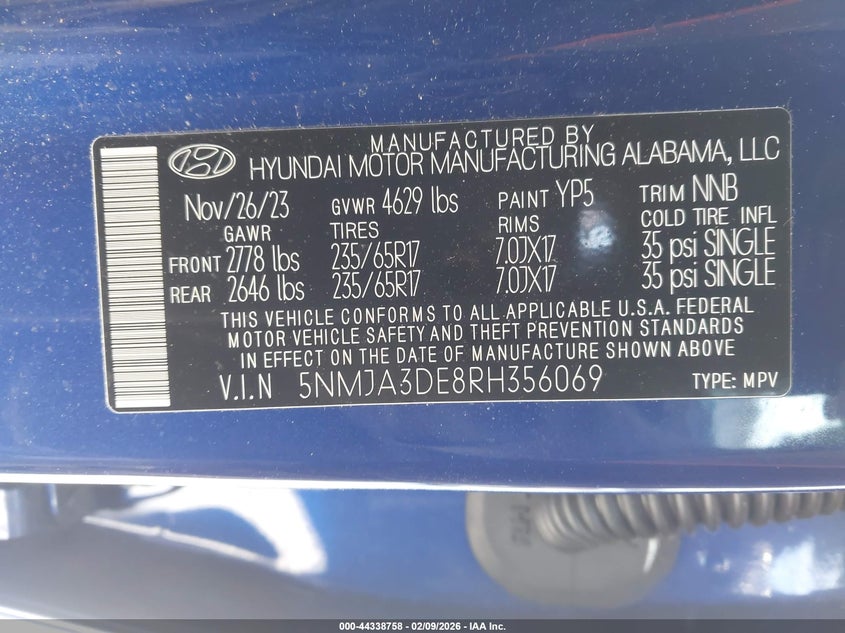 MANUFACTURED BY
HYUNDAI MOTOR MANUFACTURING ALABAMA, LLC
Nov/26/23 GVWR 4629 lbs PAINT YP5 TRIM NNB
GAWR TIRES RIMS COLD TIRE INFL
FRONT 2778 lbs 235/65R17 7.0JX17 35 psi SINGLE
REAR 2646 lbs 235/65R17 7.0JX17 35 psi SINGLE
THIS VEHICLE CONFORMS TO ALL APPLICABLE U.S.A. FEDERAL
MOTOR VEHICLE SAFETY AND THEFT PREVENTION STANDARDS
IN EFFECT ON THE DATE OF MANUFACTURE SHOWN ABOVE
V.I.N 5NMJA3DE8RH356069 TYPE: MPV
000-44338758 - 02/09/2026 - IAA Inc.